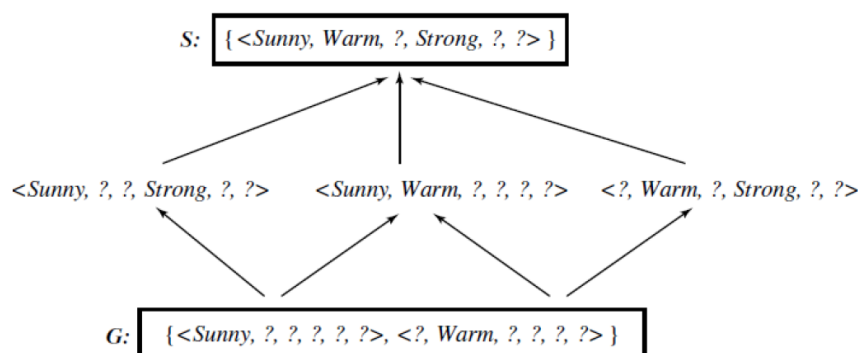 S: { <Sunny, Warm, ?, Strong, ?, ?> }
<Sunny, ?, ?, Strong, ?, ?> <Sunny, Warm, ?, ?, ?, ?> <?, Warm, ?, Strong, ?, ?>
G: { <Sunny, ?, ?, ?, ?, ?>, <?, Warm, ?, ?, ?, ?> }